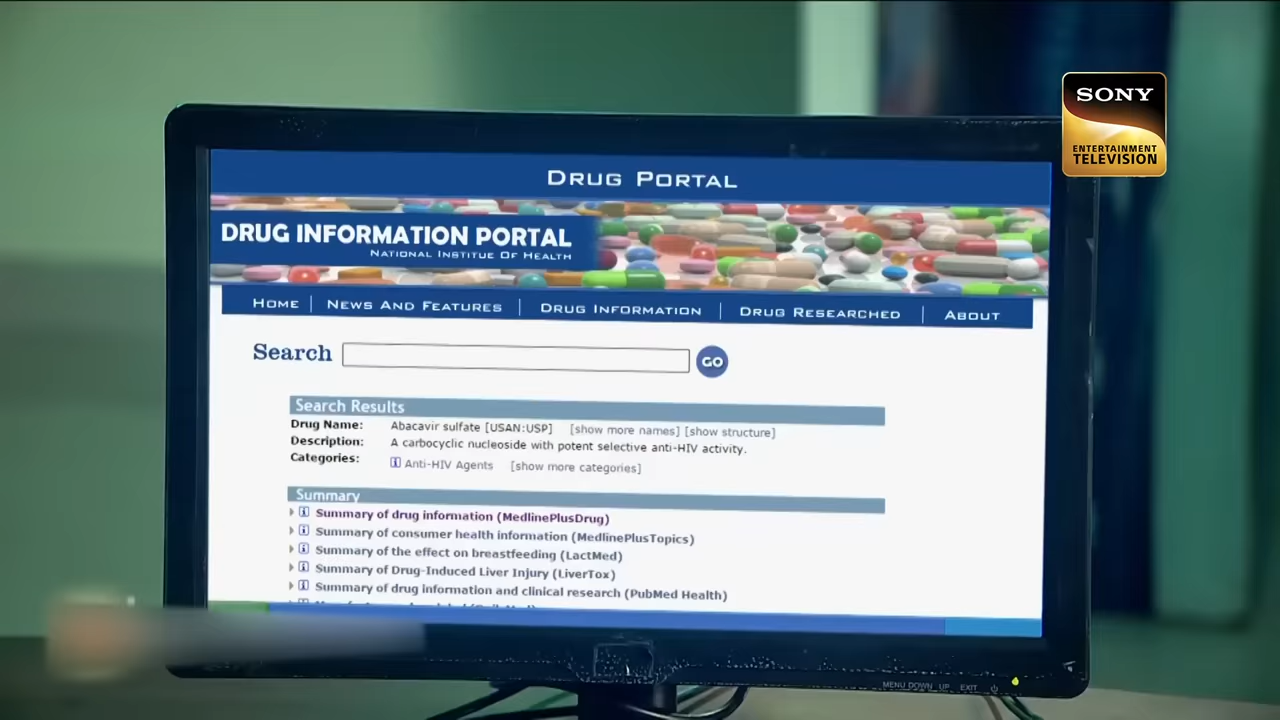 SONY
ENTERTAINMENT
TELEVISION
DRUG PORTAL
DRUG INFORMATION PORTAL
NATIONAL INSTITUE OF HEALTH
HOME | NEWS AND FEATURES | DRUG INFORMATION | DRUG RESEARCHED | ABOUT
Search GO
Search Results
Drug Name: Abacavir sulfate [USAN:USP] [show more names] [show structure]
Description: A carbocyclic nucleoside with potent selective anti-HIV activity.
Categories: Anti-HIV Agents [show more categories]
Summary
Summary of drug information (MedlinePlusDrug)
Summary of consumer health information (MedlinePlusTopics)
Summary of the effect on breastfeeding (LactMed)
Summary of Drug-Induced Liver Injury (LiverTox)
Summary of drug information and clinical research (PubMed Health)
MENU DOWN UP EXIT